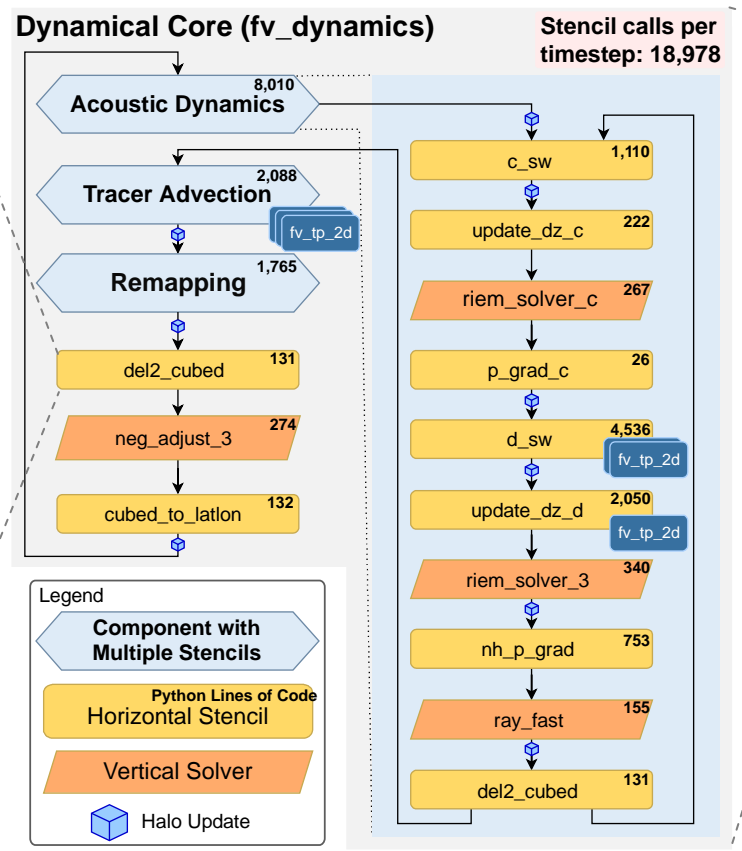 Dynamical Core (fv_dynamics)
Stencil calls per
timestep: 18,978
8,010
Acoustic Dynamics
2,088
Tracer Advection
fv_tp_2d
1,765
Remapping
131
del2_cubed
274
neg_adjust_3
132
cubed_to_latlon
1,110
c_sw
222
update_dz_c
267
riem_solver_c
26
p_grad_c
4,536
d_sw
fv_tp_2d
2,050
update_dz_d
fv_tp_2d
340
riem_solver_3
753
nh_p_grad
155
ray_fast
131
del2_cubed
Legend
Component with
Multiple Stencils
Python Lines of Code
Horizontal Stencil
Vertical Solver
Halo Update